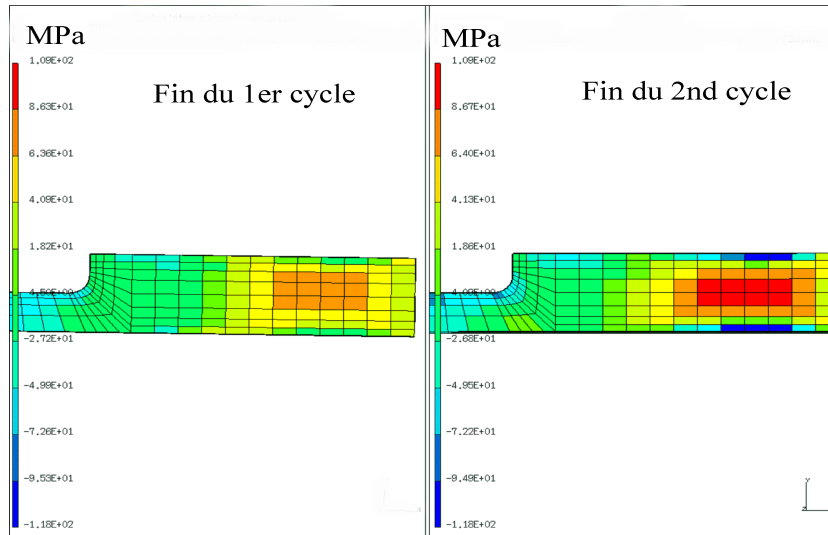 MPa
1.09E+02
Fin du 1er cycle
8.63E+01
6.36E+01
4.09E+01
1.82E+01
-2.72E+01
-4.99E+01
-7.26E+01
-9.53E+01
-1.18E+02
MPa
1.09E+02
Fin du 2nd cycle
8.67E+01
6.40E+01
4.13E+01
1.86E+01
-2.68E+01
-4.95E+01
-7.22E+01
-9.49E+01
-1.18E+02
Y